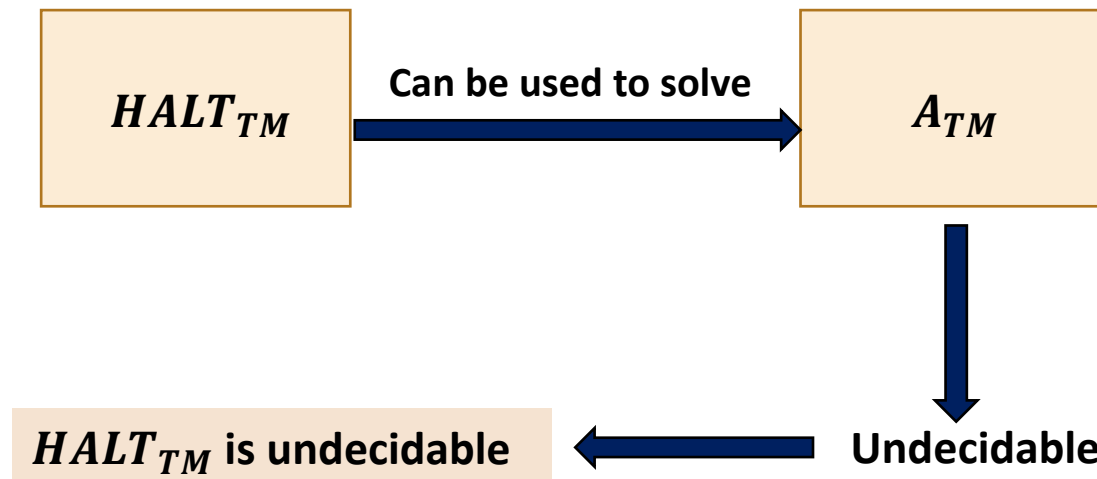 Can be used to solve
HALT_TM
A_TM
HALT_TM is undecidable
Undecidable